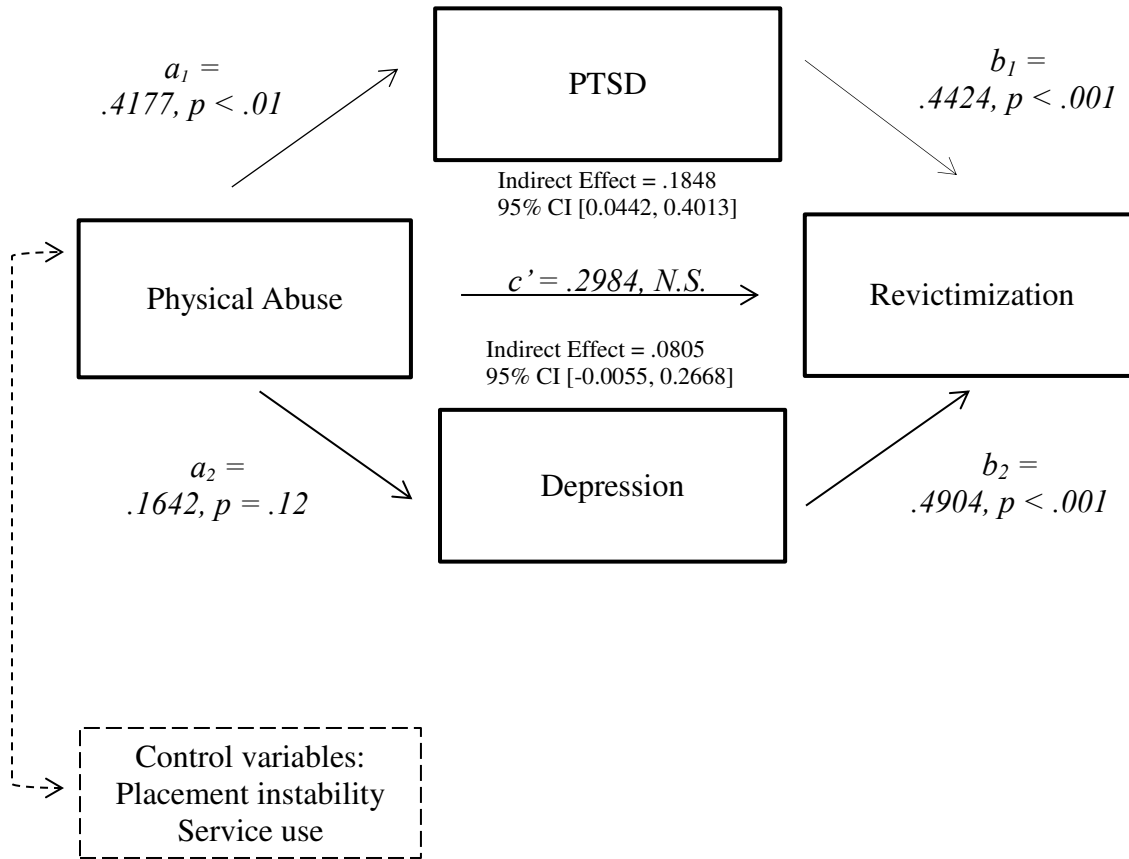 a1 =
.4177, p < .01
PTSD
b1 =
.4424, p < .001
Indirect Effect = .1848
95% CI [0.0442, 0.4013]
Physical Abuse
c’ = .2984, N.S.
Revictimization
Indirect Effect = .0805
95% CI [-0.0055, 0.2668]
a2 =
.1642, p = .12
Depression
b2 =
.4904, p < .001
Control variables:
Placement instability
Service use